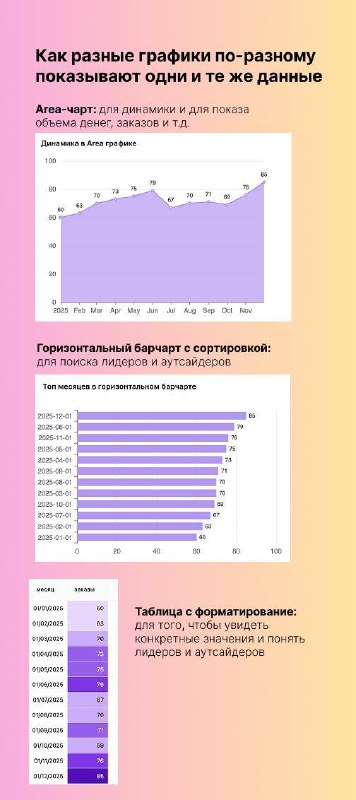 Как разные графики по-разному
показывают одни и те же данные
Area-чарт: для динамики и для показа
объема денег, заказов и т.д.
Динамика в Area графике
100
80
60
40
20
0
60 63 70 73 75 79 67 70 71 69 76 85
2025 Feb Mar Apr May Jun Jul Aug Sep Oct Nov
Горизонтальный барчарт с сортировкой:
для поиска лидеров и аутсайдеров
Топ месяцев в горизонтальном барчарте
2025-12-01 85
2025-06-01 79
2025-11-01 76
2025-05-01 75
2025-04-01 73
2025-09-01 71
2025-08-01 70
2025-03-01 70
2025-10-01 69
2025-07-01 67
2025-02-01 63
2025-01-01 60
0 20 40 60 80 100
месяц заказы
01/01/2025 60
01/02/2025 63
01/03/2025 70
01/04/2025 73
01/05/2025 75
01/06/2025 79
01/07/2025 67
01/08/2025 70
01/09/2025 71
01/10/2025 69
01/11/2025 76
01/12/2025 85
Таблица с форматирование:
для того, чтобы увидеть
конкретные значения и понять
лидеров и аутсайдеров